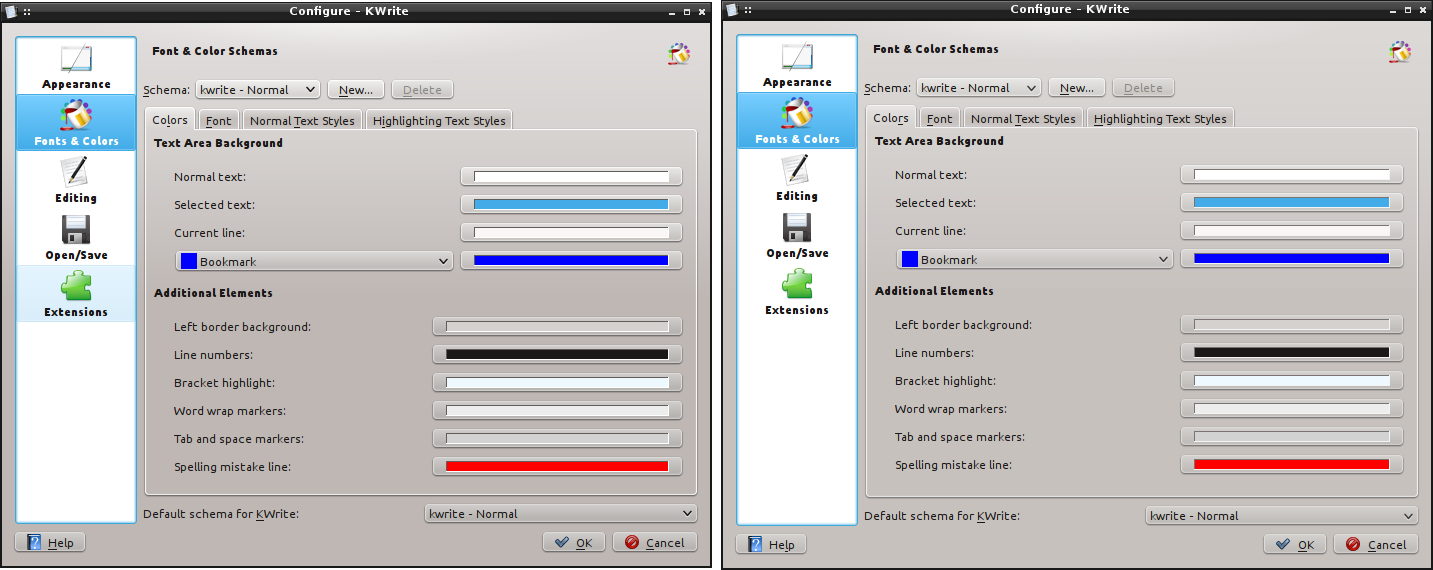 Configure - KWrite
Appearance
Fonts & Colors
Editing
Open/Save
Extensions
Font & Color Schemas
Schema: kwrite - Normal New... Delete
Colors Font Normal Text Styles Highlighting Text Styles
Text Area Background
Normal text:
Selected text:
Current line:
Bookmark
Additional Elements
Left border background:
Line numbers:
Bracket highlight:
Word wrap markers:
Tab and space markers:
Spelling mistake line:
Default schema for KWrite: kwrite - Normal
Help OK Cancel
Configure - KWrite
Appearance
Fonts & Colors
Editing
Open/Save
Extensions
Font & Color Schemas
Schema: kwrite - Normal New... Delete
Colors Font Normal Text Styles Highlighting Text Styles
Text Area Background
Normal text:
Selected text:
Current line:
Bookmark
Additional Elements
Left border background:
Line numbers:
Bracket highlight:
Word wrap markers:
Tab and space markers:
Spelling mistake line:
Default schema for KWrite: kwrite - Normal
Help OK Cancel